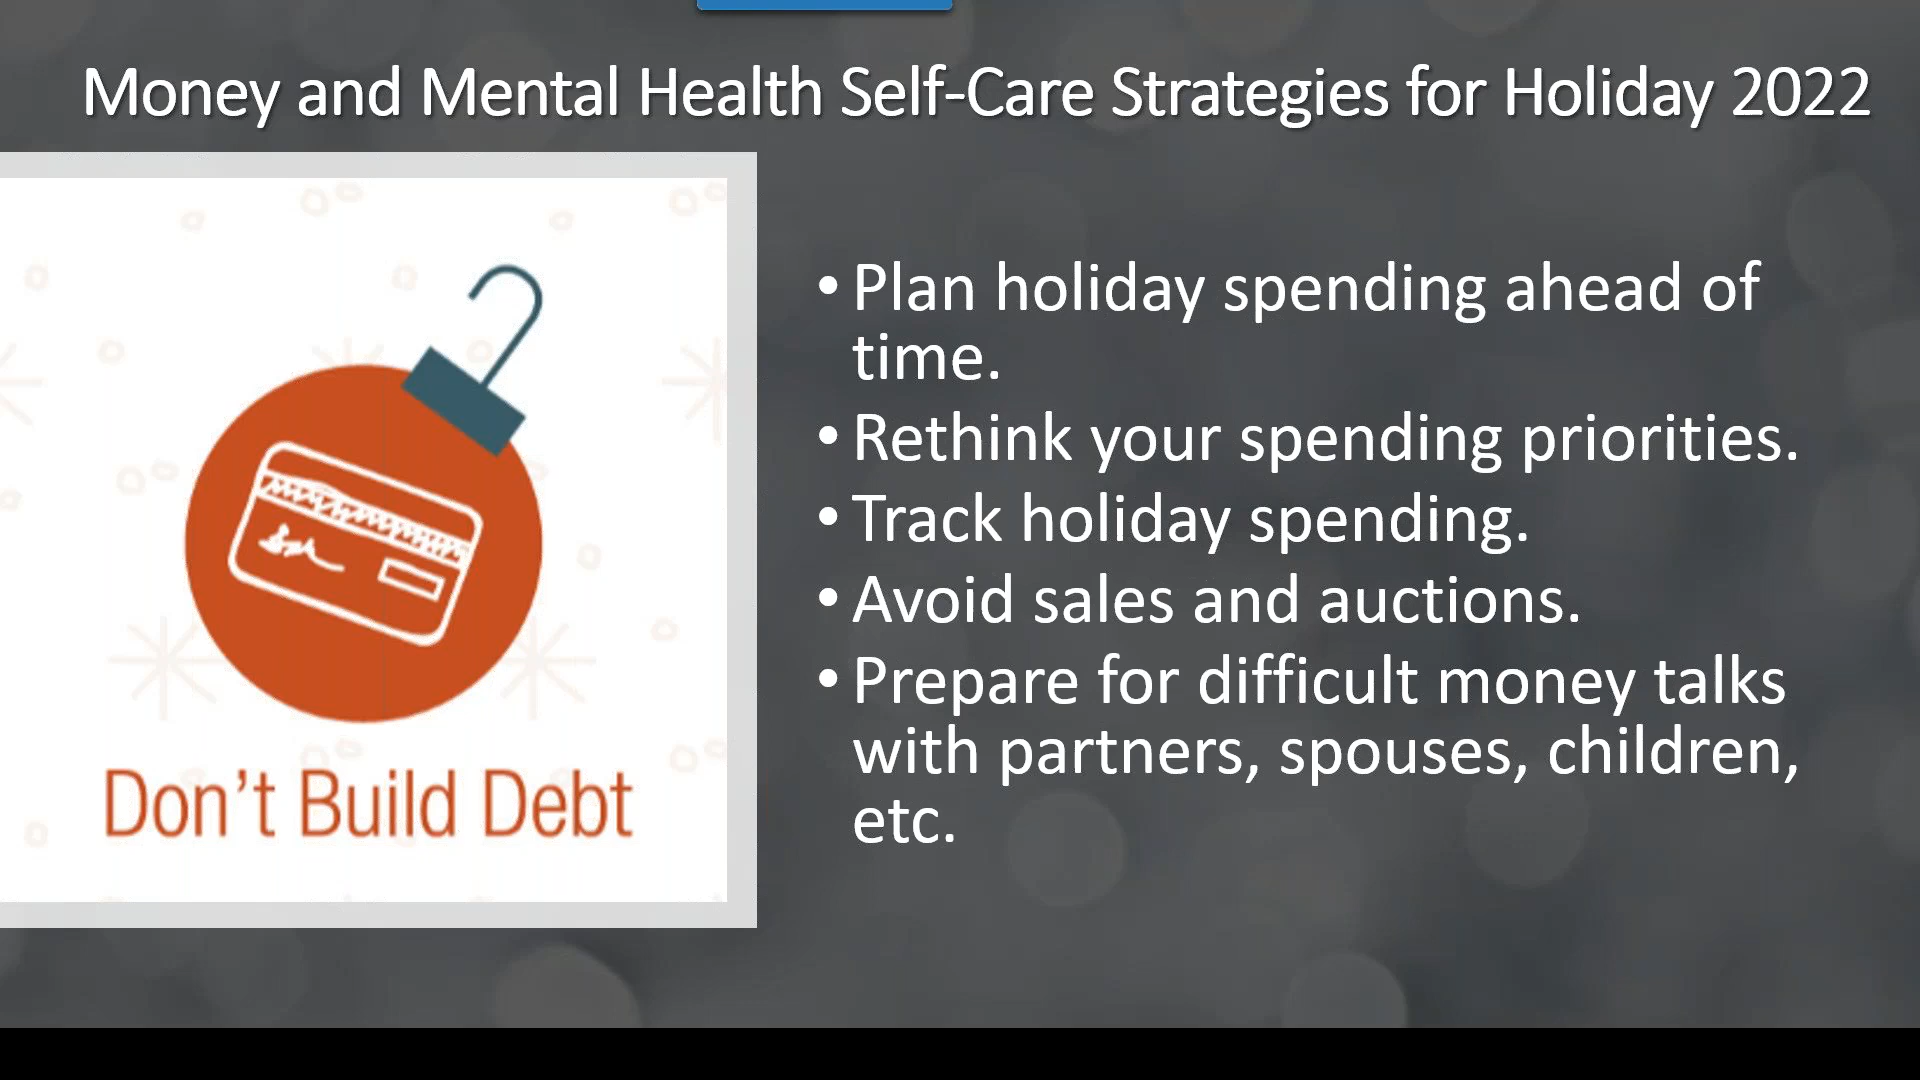 Money and Mental Health Self-Care Strategies for Holiday 2022
• Plan holiday spending ahead of
time.
• Rethink your spending priorities.
• Track holiday spending.
• Avoid sales and auctions.
• Prepare for difficult money talks
with partners, spouses, children,
etc.
Don't Build Debt